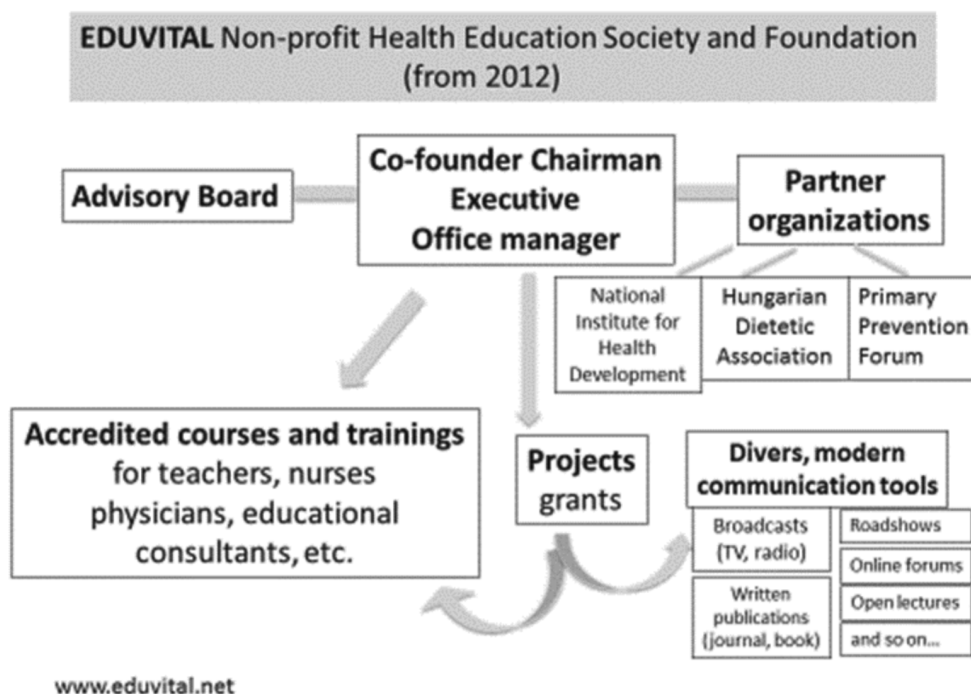 EDUVITAL Non-profit Health Education Society and Foundation
(from 2012)
Advisory Board
Co-founder Chairman
Executive
Office manager
Partner
organizations
National
Institute for
Health
Development
Hungarian
Dietetic
Association
Primary
Prevention
Forum
Accredited courses and trainings
for teachers, nurses
physicians, educational
consultants, etc.
Projects
grants
Divers, modern
communication tools
Broadcasts
(TV, radio)
Written
publications
(journal, book)
Roadshows
Online forums
Open lectures
and so on...
www.eduvital.net